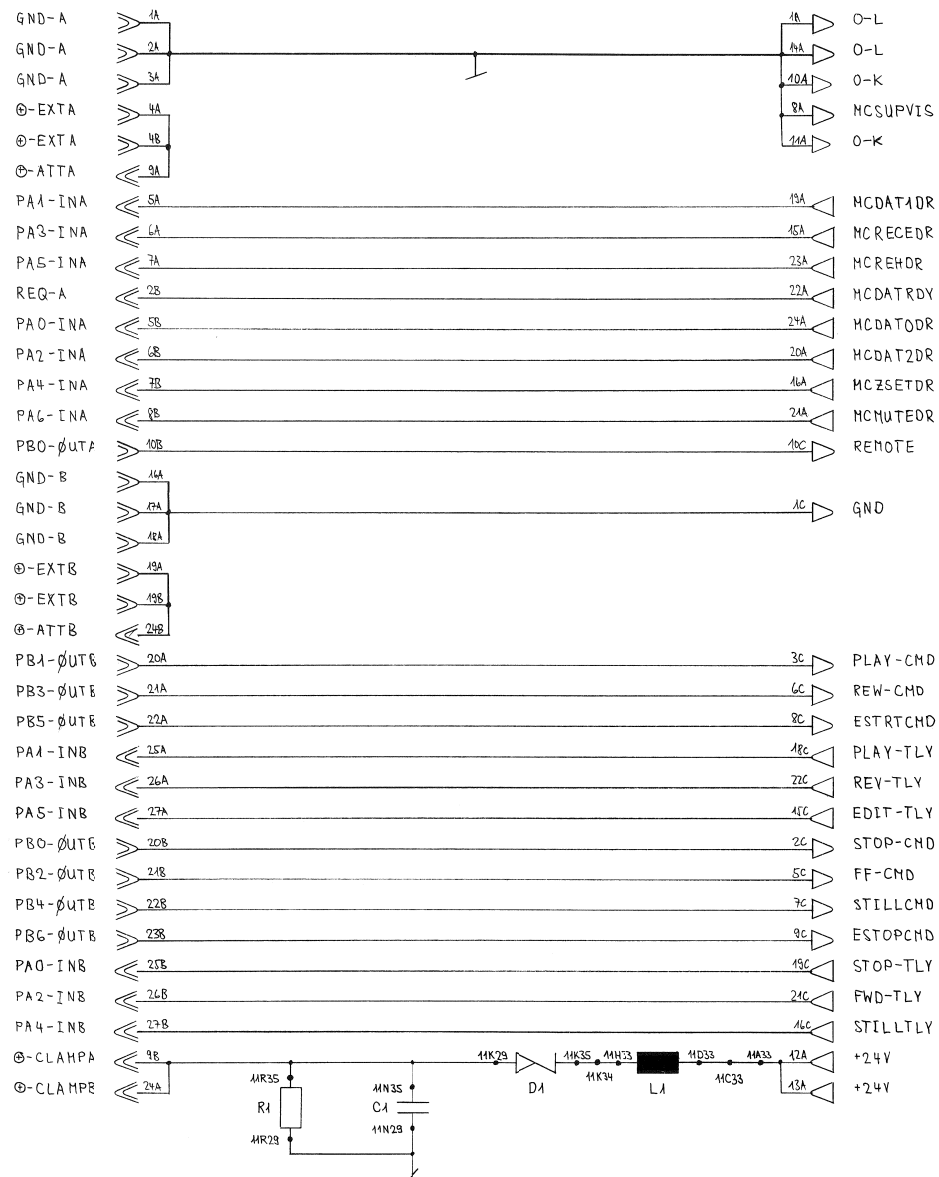 GND-A 1A 1A 0-L
GND-A 2A 14A 0-L
GND-A 3A 10A 0-K
⊕-EXTA 4A 8A MCSUPVIS
⊕-EXTA 4B 11A 0-K
⊕-ATTA 9A
PA1-INA 5A 19A MCDAT1DR
PA3-INA 6A 15A MCRECEDR
PA5-INA 7A 23A MCREHDR
REQ-A 2B 22A MCDATRDY
PA0-INA 5B 24A MCDAT0DR
PA2-INA 6B 20A MCDAT2DR
PA4-INA 7B 16A MCZSETDR
PA6-INA 8B 21A MCMUTEDR
PB0-ØUTA 10B 10C REMOTE
GND-B 16A
GND-B 17A 1C GND
GND-B 18A
⊕-EXTB 19A
⊕-EXTB 19B
⊕-ATTB 24B
PB1-ØUTB 20A 3C PLAY-CMD
PB3-ØUTB 21A 6C REW-CMD
PB5-ØUTB 22A 8C ESTRTCMD
PA1-INB 25A 18C PLAY-TLY
PA3-INB 26A 22C REV-TLY
PA5-INB 27A 15C EDIT-TLY
PB0-ØUTB 20B 2C STOP-CMD
PB2-ØUTB 21B 5C FF-CMD
PB4-ØUTB 22B 7C STILLCMD
PB6-ØUTB 23B 9C ESTOPCMD
PA0-INB 25B 19C STOP-TLY
PA2-INB 26B 21C FWD-TLY
PA4-INB 27B 16C STILLTLY
⊕-CLAMPA 9B 11K29 11K35 11H33 11D33 11A33 12A +24V
11K34 11C33
⊕-CLAMPB 24A 11R35 11N35 D1 L1 13A +24V
R1 C1
11R29 11N29